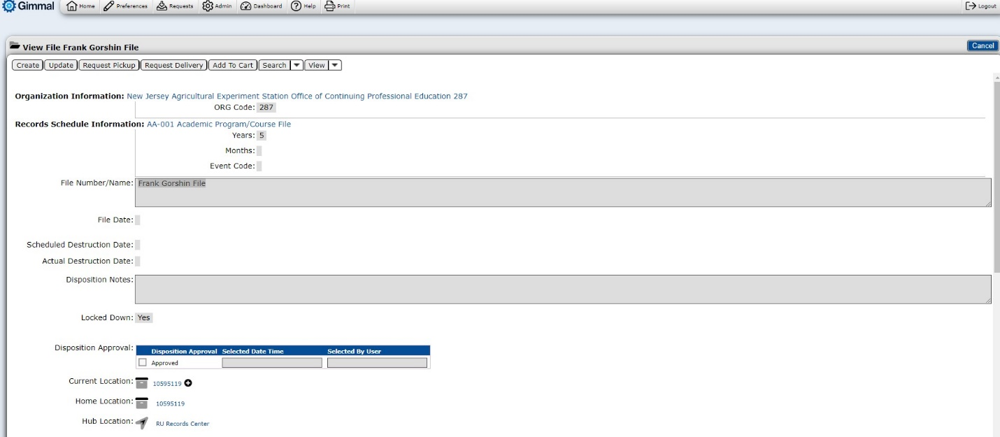 Gimmal Home Preferences Requests Admin Dashboard Help Print Logout
View File Frank Gorshin File Cancel
Create Update Request Pickup Request Delivery Add To Cart Search View
Organization Information: New Jersey Agricultural Experiment Station Office of Continuing Professional Education 287
ORG Code: 287
Records Schedule Information: AA-001 Academic Program/Course File
Years: 5
Months:
Event Code:
File Number/Name: Frank Gorshin File
File Date:
Scheduled Destruction Date:
Actual Destruction Date:
Disposition Notes:
Locked Down: Yes
Disposition Approval: Disposition Approval Selected Date Time Selected By User
Approved
Current Location: 10595119
Home Location: 10595119
Hub Location: RU Records Center